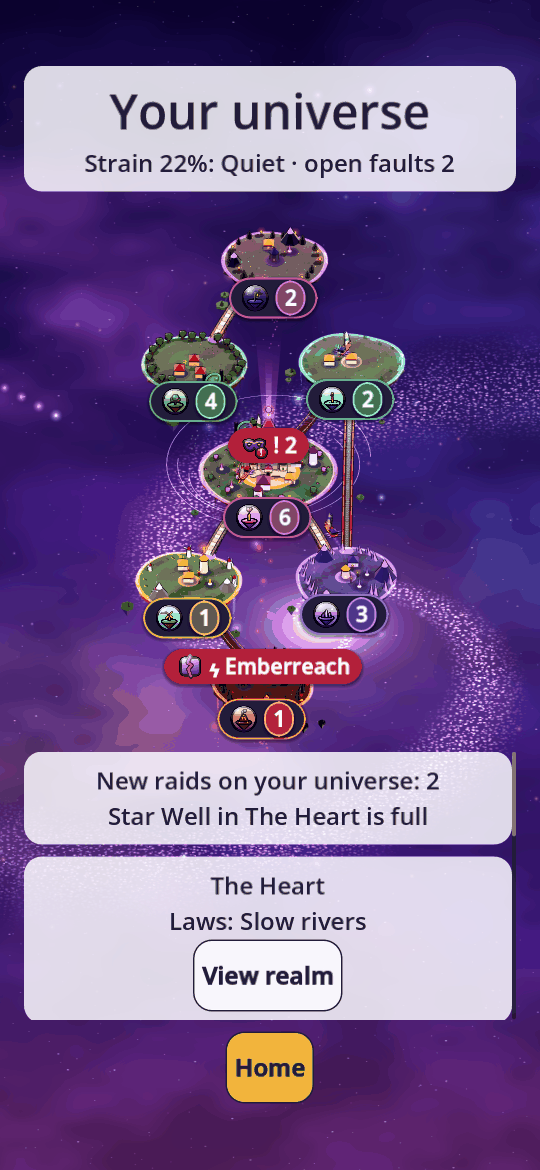 Your universe
Strain 22%: Quiet · open faults 2
2
4
2
! 2
6
1
3
Emberreach
1
New raids on your universe: 2
Star Well in The Heart is full
The Heart
Laws: Slow rivers
View realm
Home